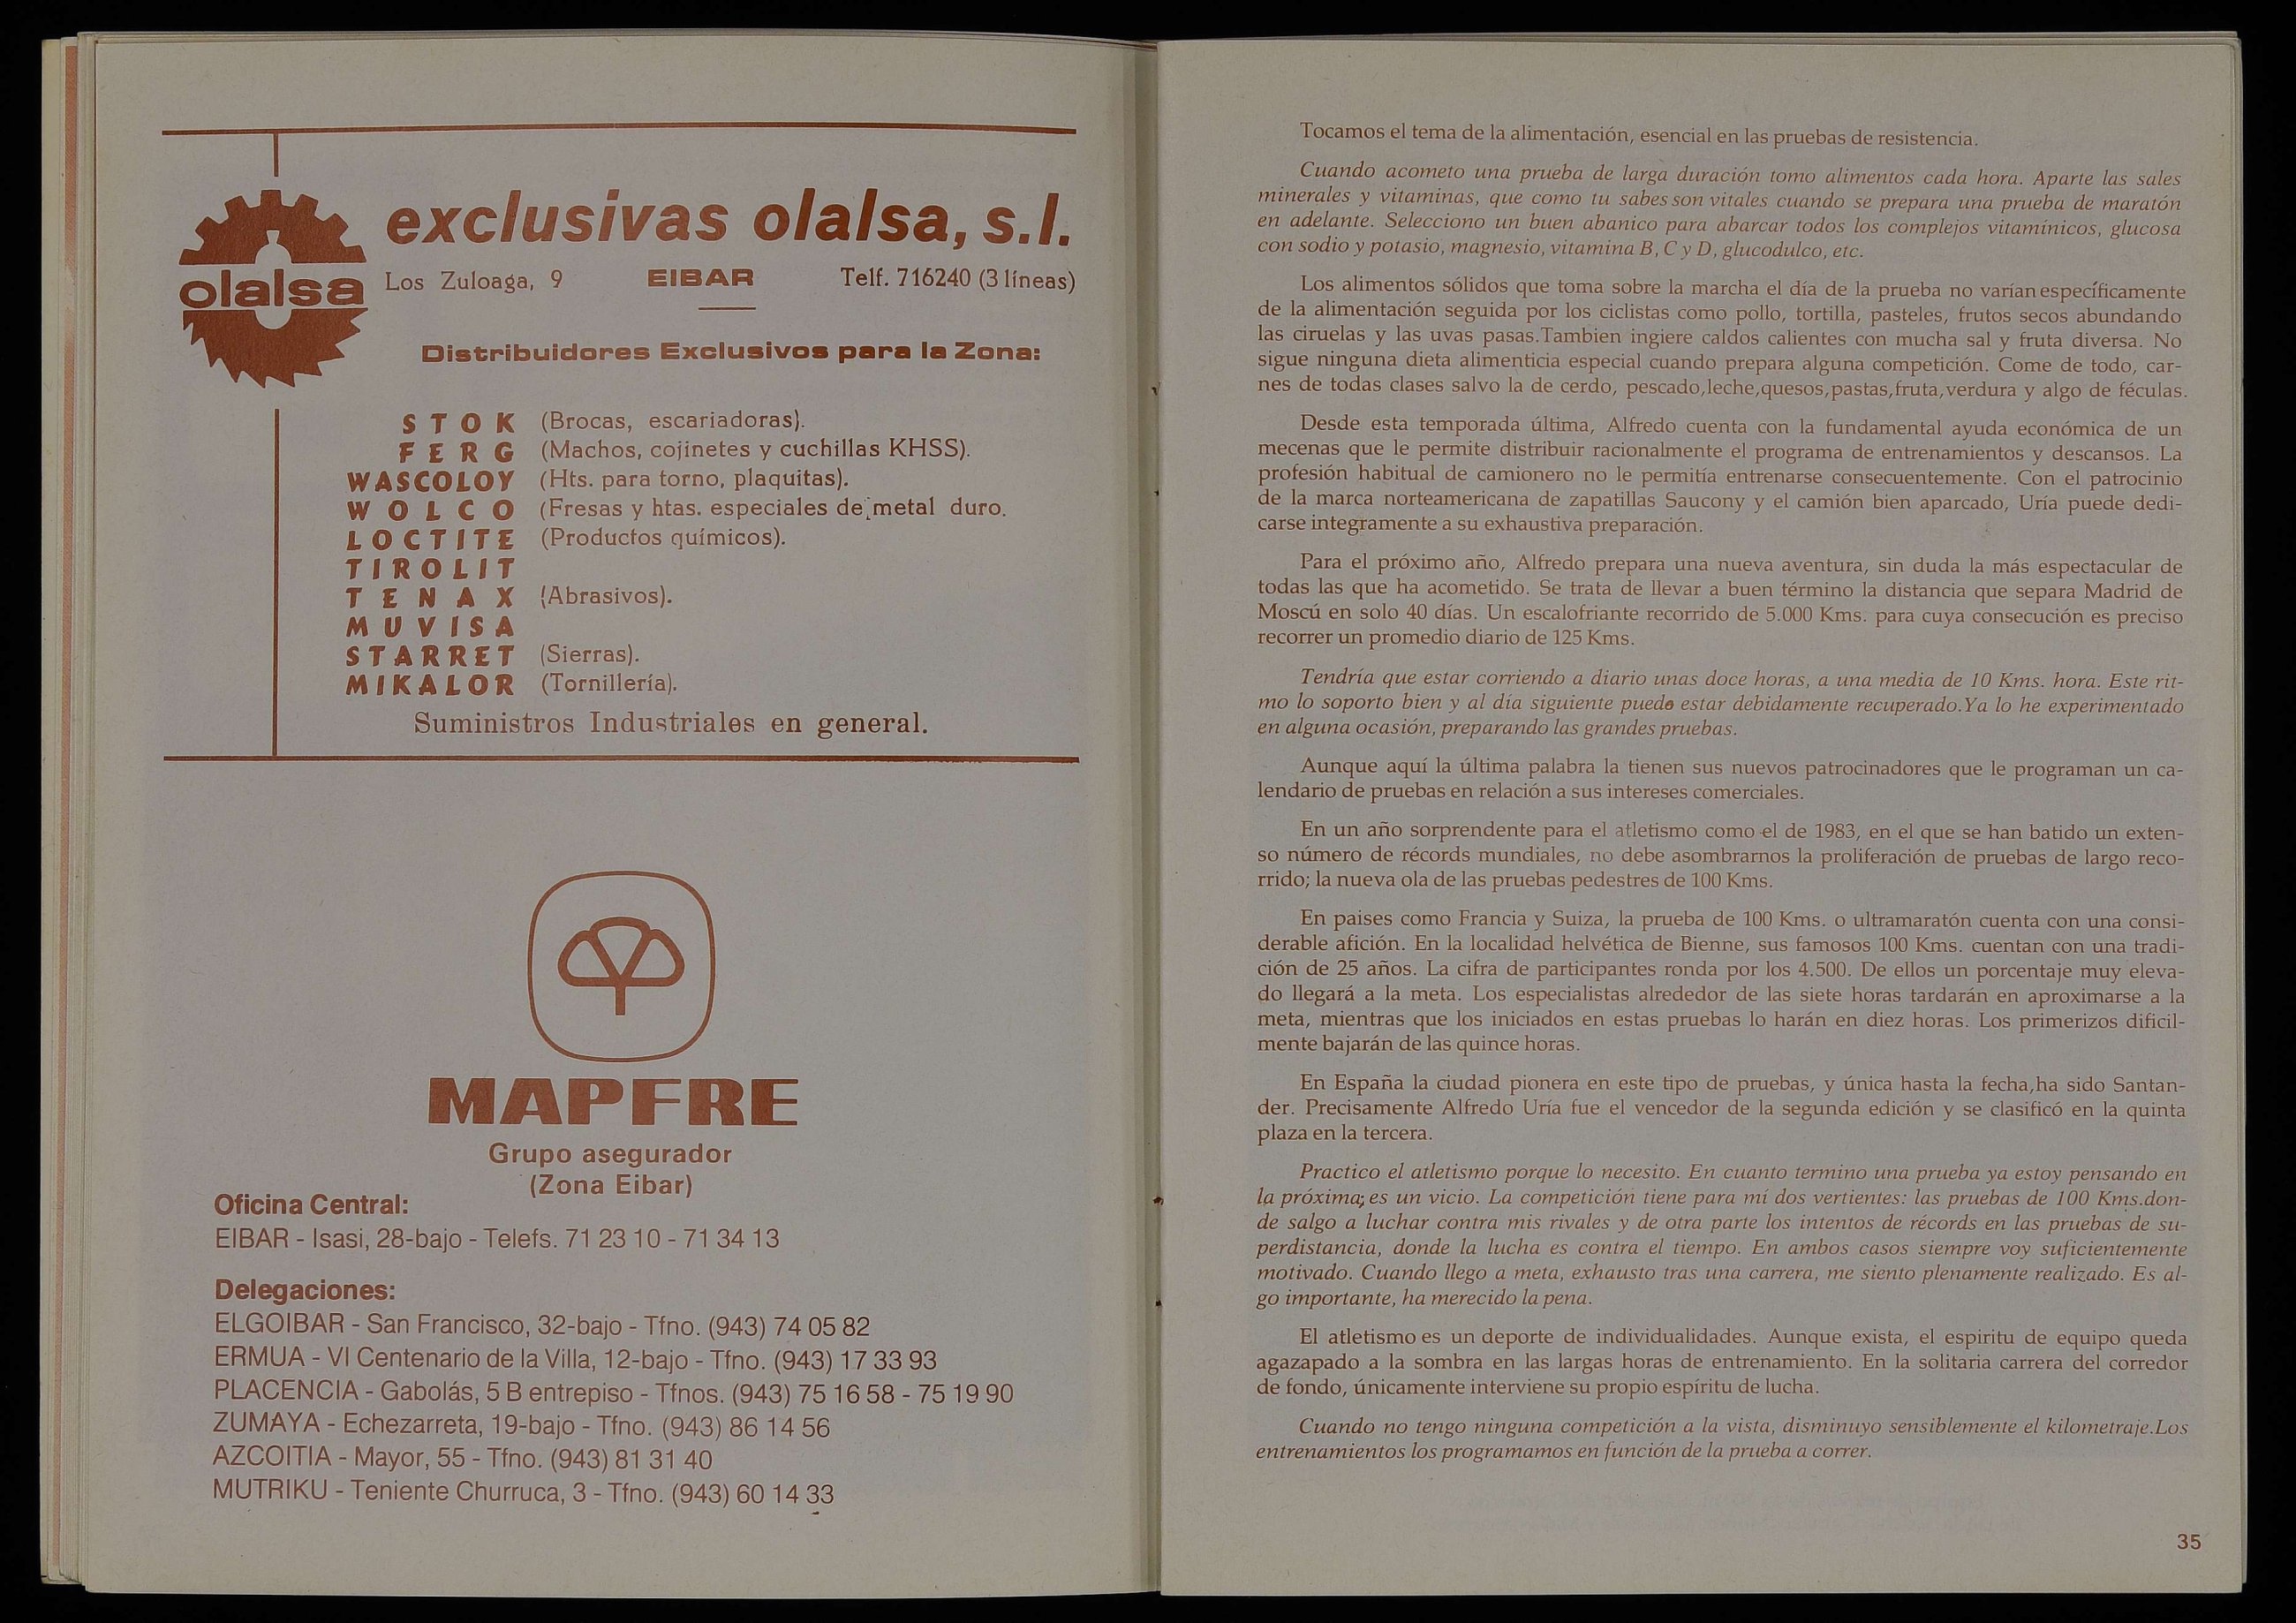 exclusivas olalsa, s.l.
olalsa
Los Zuloaga, 9 EIBAR Telf. 716240 (3 líneas)
Distribuidores Exclusivos para la Zona:
STOK (Brocas, escariadoras).
FERG (Machos, cojinetes y cuchillas KHSS).
WASCOLOY (Hts. para torno, plaquitas).
WOLCO (Fresas y htas. especiales de metal duro.
LOCTITE (Productos químicos).
TIROLIT
TENAX (Abrasivos).
MUVISA
STARRET (Sierras).
MIKALOR (Tornillería).
Suministros Industriales en general.
MAPFRE
Grupo asegurador
(Zona Eibar)
Oficina Central:
EIBAR - Isasi, 28-bajo - Telefs. 71 23 10 - 71 34 13
Delegaciones:
ELGOIBAR - San Francisco, 32-bajo - Tfno. (943) 74 05 82
ERMUA - VI Centenario de la Villa, 12-bajo - Tfno. (943) 17 33 93
PLACENCIA - Gabolás, 5 B entrepiso - Tfnos. (943) 75 16 58 - 75 19 90
ZUMAYA - Echezarreta, 19-bajo - Tfno. (943) 86 14 56
AZCOITIA - Mayor, 55 - Tfno. (943) 81 31 40
MUTRIKU - Teniente Churruca, 3 - Tfno. (943) 60 14 33
Tocamos el tema de la alimentación, esencial en las pruebas de resistencia.
Cuando acometo una prueba de larga duración tomo alimentos cada hora. Aparte las sales
minerales y vitaminas, que como tu sabes son vitales cuando se prepara una prueba de maratón
en adelante. Selecciono un buen abanico para abarcar todos los complejos vitamínicos, glucosa
con sodio y potasio, magnesio, vitamina B, C y D, glucodulco, etc.
Los alimentos sólidos que toma sobre la marcha el día de la prueba no varían específicamente
de la alimentación seguida por los ciclistas como pollo, tortilla, pasteles, frutos secos abundando
las ciruelas y las uvas pasas.Tambien ingiere caldos calientes con mucha sal y fruta diversa. No
sigue ninguna dieta alimenticia especial cuando prepara alguna competición. Come de todo, car-
nes de todas clases salvo la de cerdo, pescado,leche,quesos,pastas,fruta,verdura y algo de féculas.
Desde esta temporada última, Alfredo cuenta con la fundamental ayuda económica de un
mecenas que le permite distribuir racionalmente el programa de entrenamientos y descansos. La
profesión habitual de camionero no le permitía entrenarse consecuentemente. Con el patrocinio
de la marca norteamericana de zapatillas Saucony y el camión bien aparcado, Uría puede dedi-
carse integramente a su exhaustiva preparación.
Para el próximo año, Alfredo prepara una nueva aventura, sin duda la más espectacular de
todas las que ha acometido. Se trata de llevar a buen término la distancia que separa Madrid de
Moscú en solo 40 días. Un escalofriante recorrido de 5.000 Kms. para cuya consecución es preciso
recorrer un promedio diario de 125 Kms.
Tendría que estar corriendo a diario unas doce horas, a una media de 10 Kms. hora. Este rit-
mo lo soporto bien y al día siguiente puedo estar debidamente recuperado.Ya lo he experimentado
en alguna ocasión, preparando las grandes pruebas.
Aunque aquí la última palabra la tienen sus nuevos patrocinadores que le programan un ca-
lendario de pruebas en relación a sus intereses comerciales.
En un año sorprendente para el atletismo como el de 1983, en el que se han batido un exten-
so número de récords mundiales, no debe asombrarnos la proliferación de pruebas de largo reco-
rrido; la nueva ola de las pruebas pedestres de 100 Kms.
En paises como Francia y Suiza, la prueba de 100 Kms. o ultramaratón cuenta con una consi-
derable afición. En la localidad helvética de Bienne, sus famosos 100 Kms. cuentan con una tradi-
ción de 25 años. La cifra de participantes ronda por los 4.500. De ellos un porcentaje muy eleva-
do llegará a la meta. Los especialistas alrededor de las siete horas tardarán en aproximarse a la
meta, mientras que los iniciados en estas pruebas lo harán en diez horas. Los primerizos dificil-
mente bajarán de las quince horas.
En España la ciudad pionera en este tipo de pruebas, y única hasta la fecha,ha sido Santan-
der. Precisamente Alfredo Uría fue el vencedor de la segunda edición y se clasificó en la quinta
plaza en la tercera.
Practico el atletismo porque lo necesito. En cuanto termino una prueba ya estoy pensando en
la próxima; es un vicio. La competición tiene para mí dos vertientes: las pruebas de 100 Kms.don-
de salgo a luchar contra mis rivales y de otra parte los intentos de récords en las pruebas de su-
perdistancia, donde la lucha es contra el tiempo. En ambos casos siempre voy suficientemente
motivado. Cuando llego a meta, exhausto tras una carrera, me siento plenamente realizado. Es al-
go importante, ha merecido la pena.
El atletismo es un deporte de individualidades. Aunque exista, el espiritu de equipo queda
agazapado a la sombra en las largas horas de entrenamiento. En la solitaria carrera del corredor
de fondo, únicamente interviene su propio espíritu de lucha.
Cuando no tengo ninguna competición a la vista, disminuyo sensiblemente el kilometraje.Los
entrenamientos los programamos en función de la prueba a correr.
35